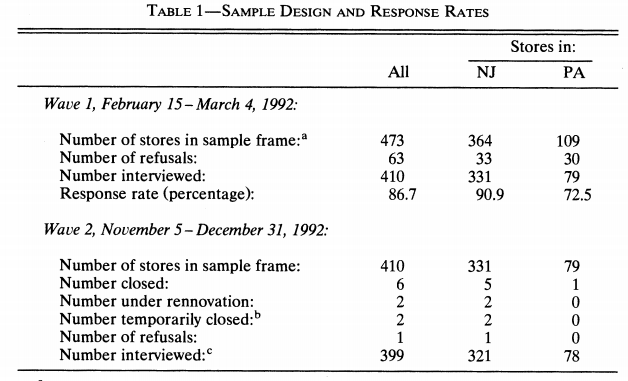 TABLE 1—SAMPLE DESIGN AND RESPONSE RATES
Stores in:
All NJ PA
Wave 1, February 15–March 4, 1992:
Number of stores in sample frame:ᵃ 473 364 109
Number of refusals: 63 33 30
Number interviewed: 410 331 79
Response rate (percentage): 86.7 90.9 72.5
Wave 2, November 5–December 31, 1992:
Number of stores in sample frame: 410 331 79
Number closed: 6 5 1
Number under rennovation: 2 2 0
Number temporarily closed:ᵇ 2 2 0
Number of refusals: 1 1 0
Number interviewed:ᶜ 399 321 78